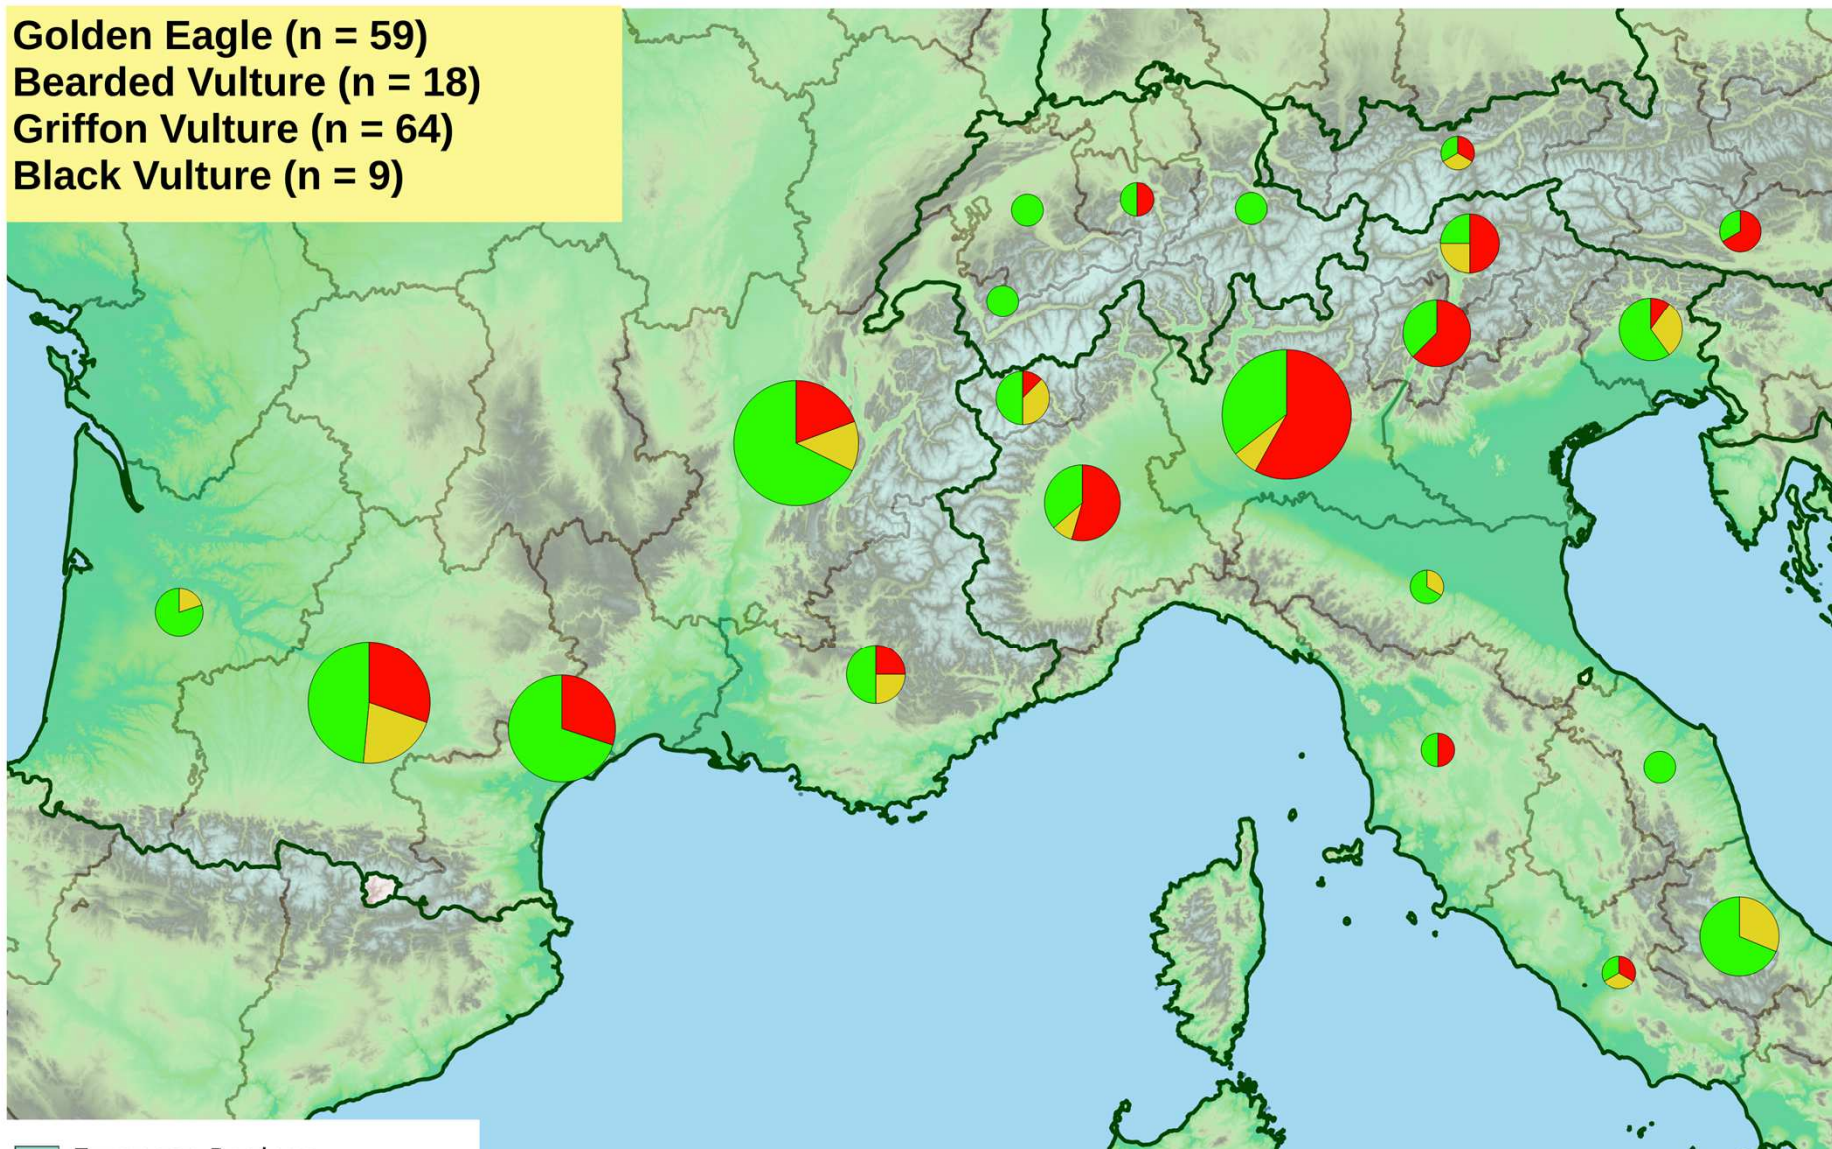 Golden Eagle (n = 59)
Bearded Vulture (n = 18)
Griffon Vulture (n = 64)
Black Vulture (n = 9)